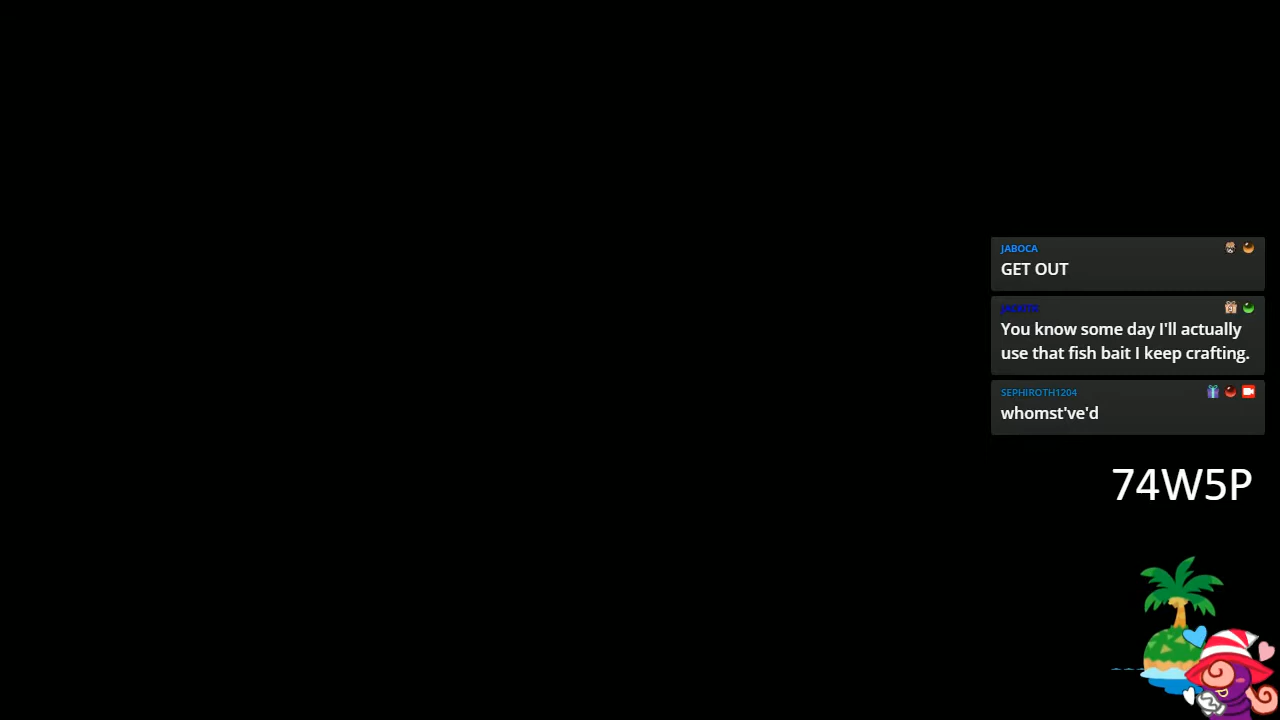 JABOCA
GET OUT
You know some day I'll actually
use that fish bait I keep crafting.
SEPHIROTH1204
whomst've'd
74W5P